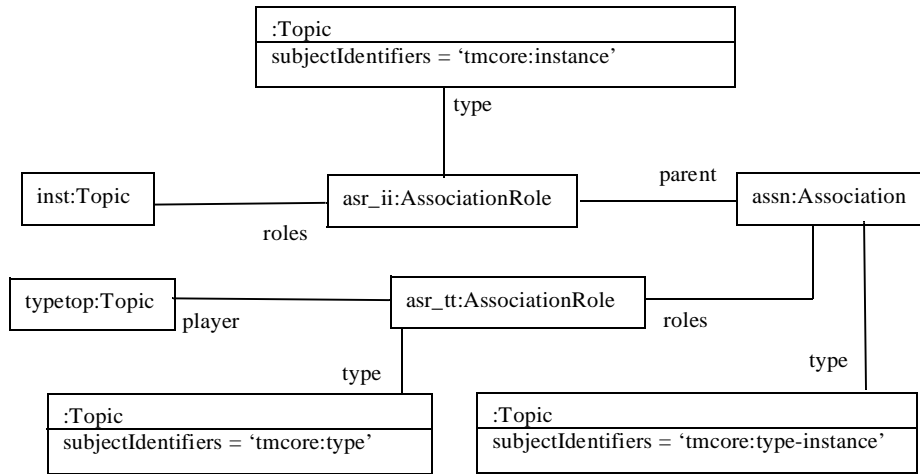 :Topic
subjectIdentifiers = ‘tmcore:instance’
type
parent
inst:Topic
asr_ii:AssociationRole
assn:Association
roles
typetop:Topic
asr_tt:AssociationRole
player
roles
type
type
:Topic
subjectIdentifiers = ‘tmcore:type’
:Topic
subjectIdentifiers = ‘tmcore:type-instance’